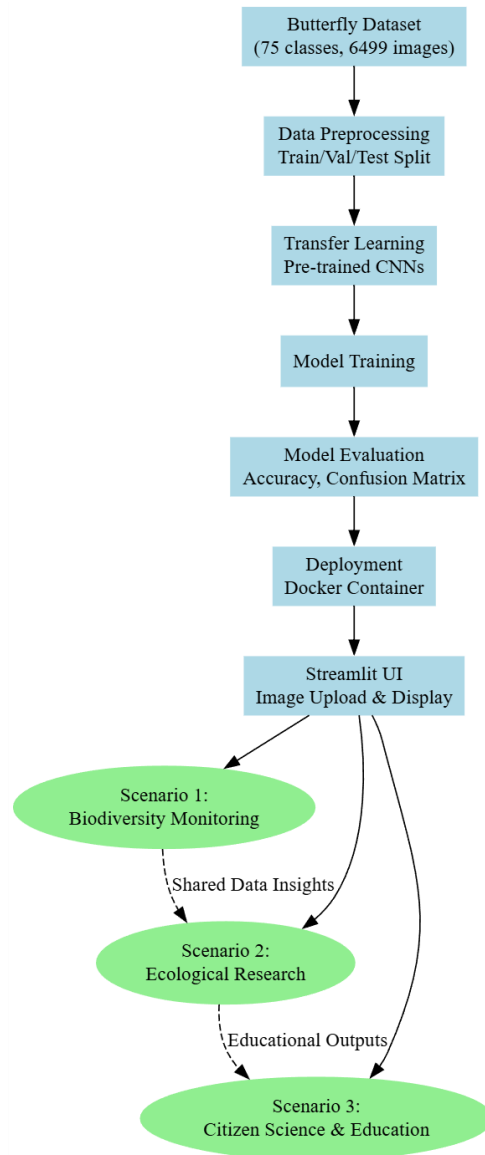 Butterfly Dataset
(75 classes, 6499 images)
Data Preprocessing
Train/Val/Test Split
Transfer Learning
Pre-trained CNNs
Model Training
Model Evaluation
Accuracy, Confusion Matrix
Deployment
Docker Container
Streamlit UI
Image Upload & Display
Scenario 1:
Biodiversity Monitoring
Shared Data Insights
Scenario 2:
Ecological Research
Educational Outputs
Scenario 3:
Citizen Science & Education